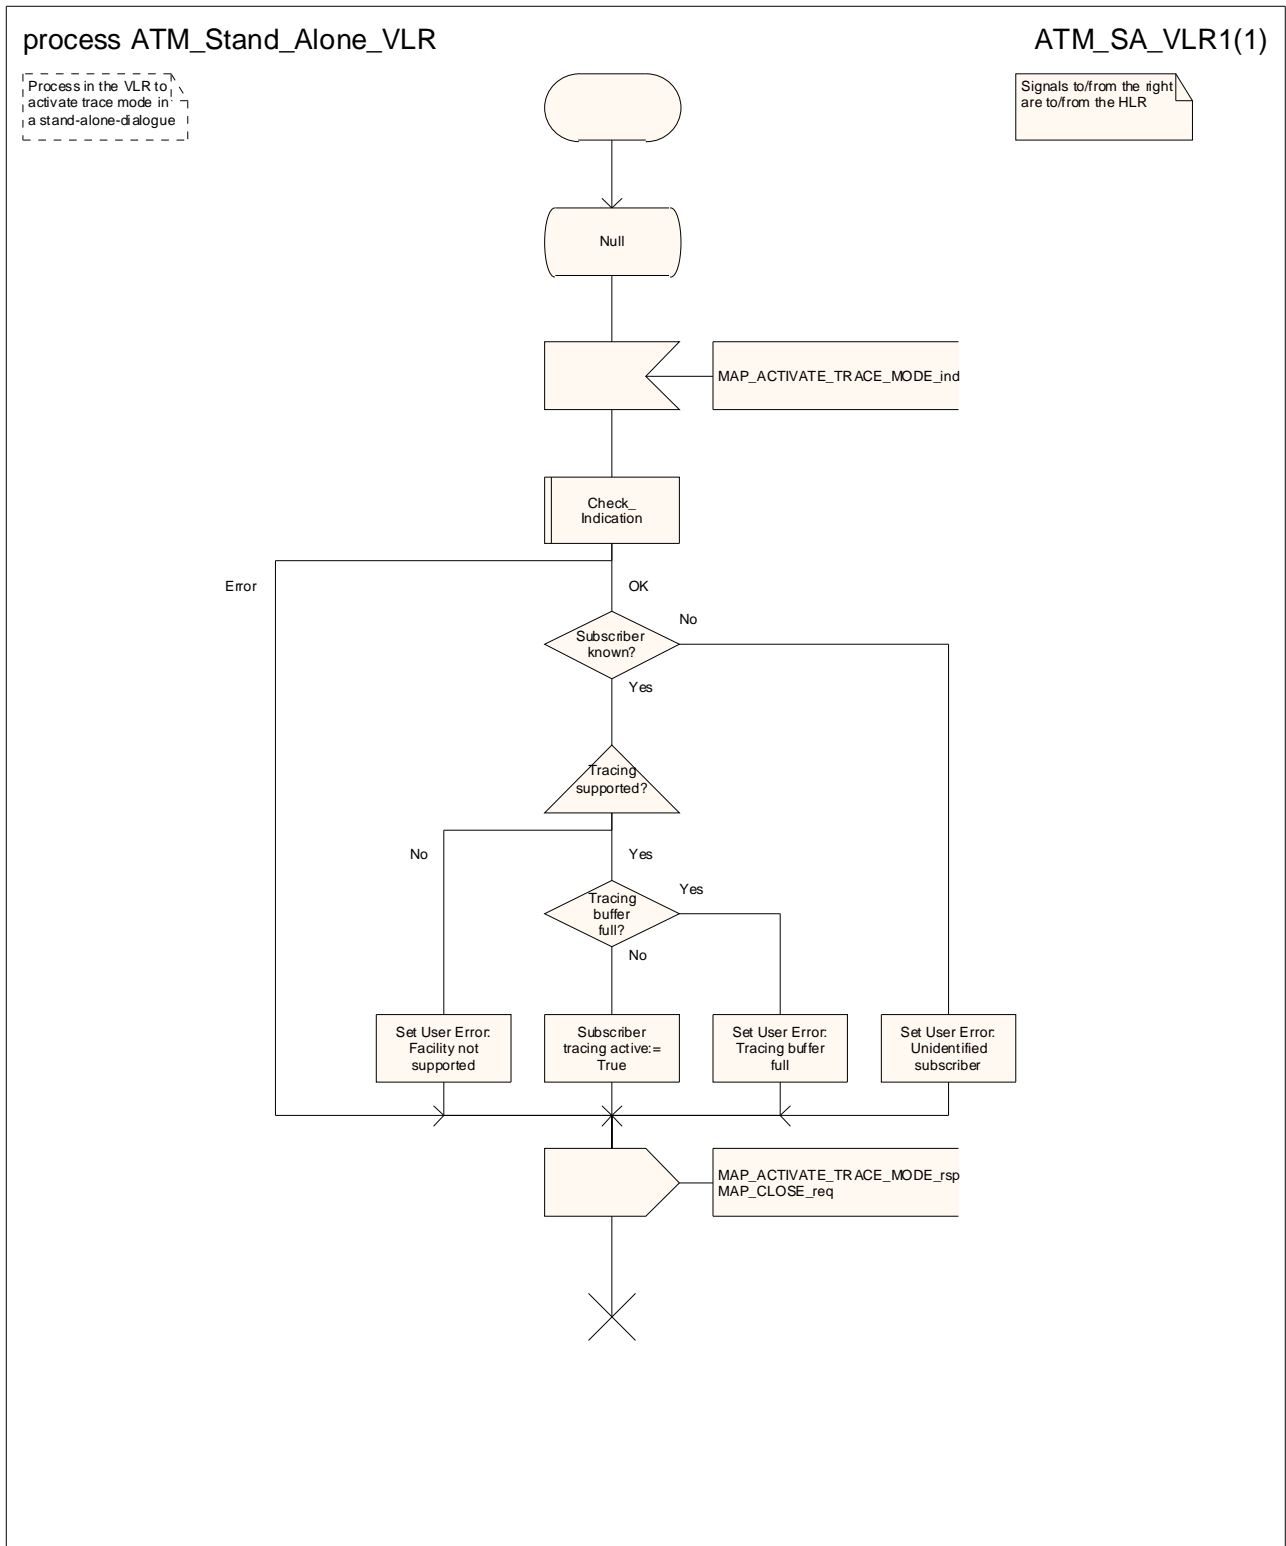 process ATM_Stand_Alone_VLR
ATM_SA_VLR1(1)
Process in the VLR to
activate trace mode in
a stand-alone-dialogue
Signals to/from the right
are to/from the HLR
Null
MAP_ACTIVATE_TRACE_MODE_ind
Check_
Indication
Error
OK
No
Subscriber
known?
Yes
Tracing
supported?
No
Yes
Yes
Tracing
buffer
full?
No
Set User Error:
Facility not
supported
Subscriber
tracing active:=
True
Set User Error:
Tracing buffer
full
Set User Error:
Unidentified
subscriber
MAP_ACTIVATE_TRACE_MODE_rsp
MAP_CLOSE_req